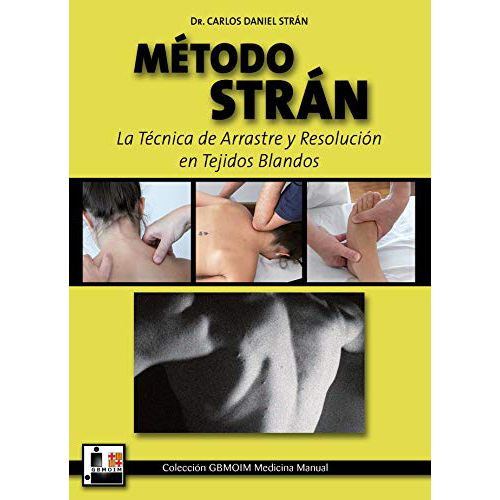 DR. CARLOS DANIEL STRÁN
MÉTODO
STRÁN
La Técnica de Arrastre y Resolución
en Tejidos Blandos
GBMOIM
Colección GBMOIM Medicina Manual